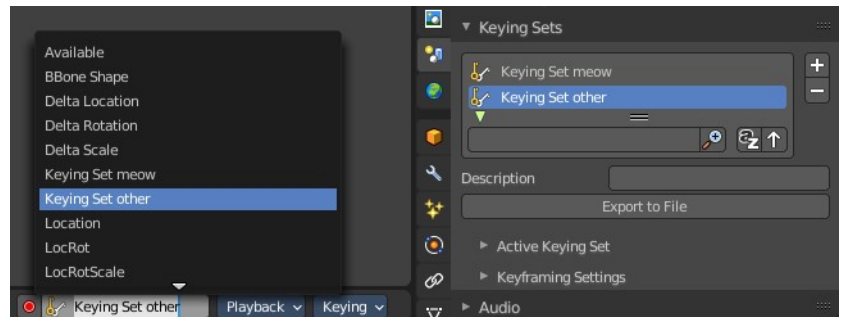 Available
BBone Shape
Delta Location
Delta Rotation
Delta Scale
Keying Set meow
Keying Set other
Location
LocRot
LocRotScale
Keying Set other
Playback
Keying
Keying Sets
Keying Set meow
Keying Set other
Description
Export to File
Active Keying Set
Keyframing Settings
Audio